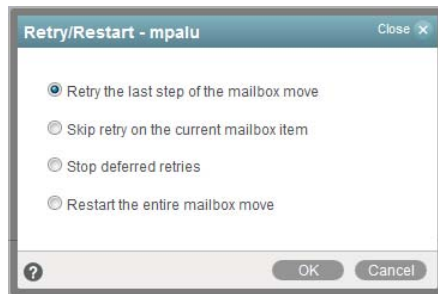 Retry/Restart - mpalu
Close X
Retry the last step of the mailbox move
Skip retry on the current mailbox item
Stop deferred retries
Restart the entire mailbox move
? OK Cancel